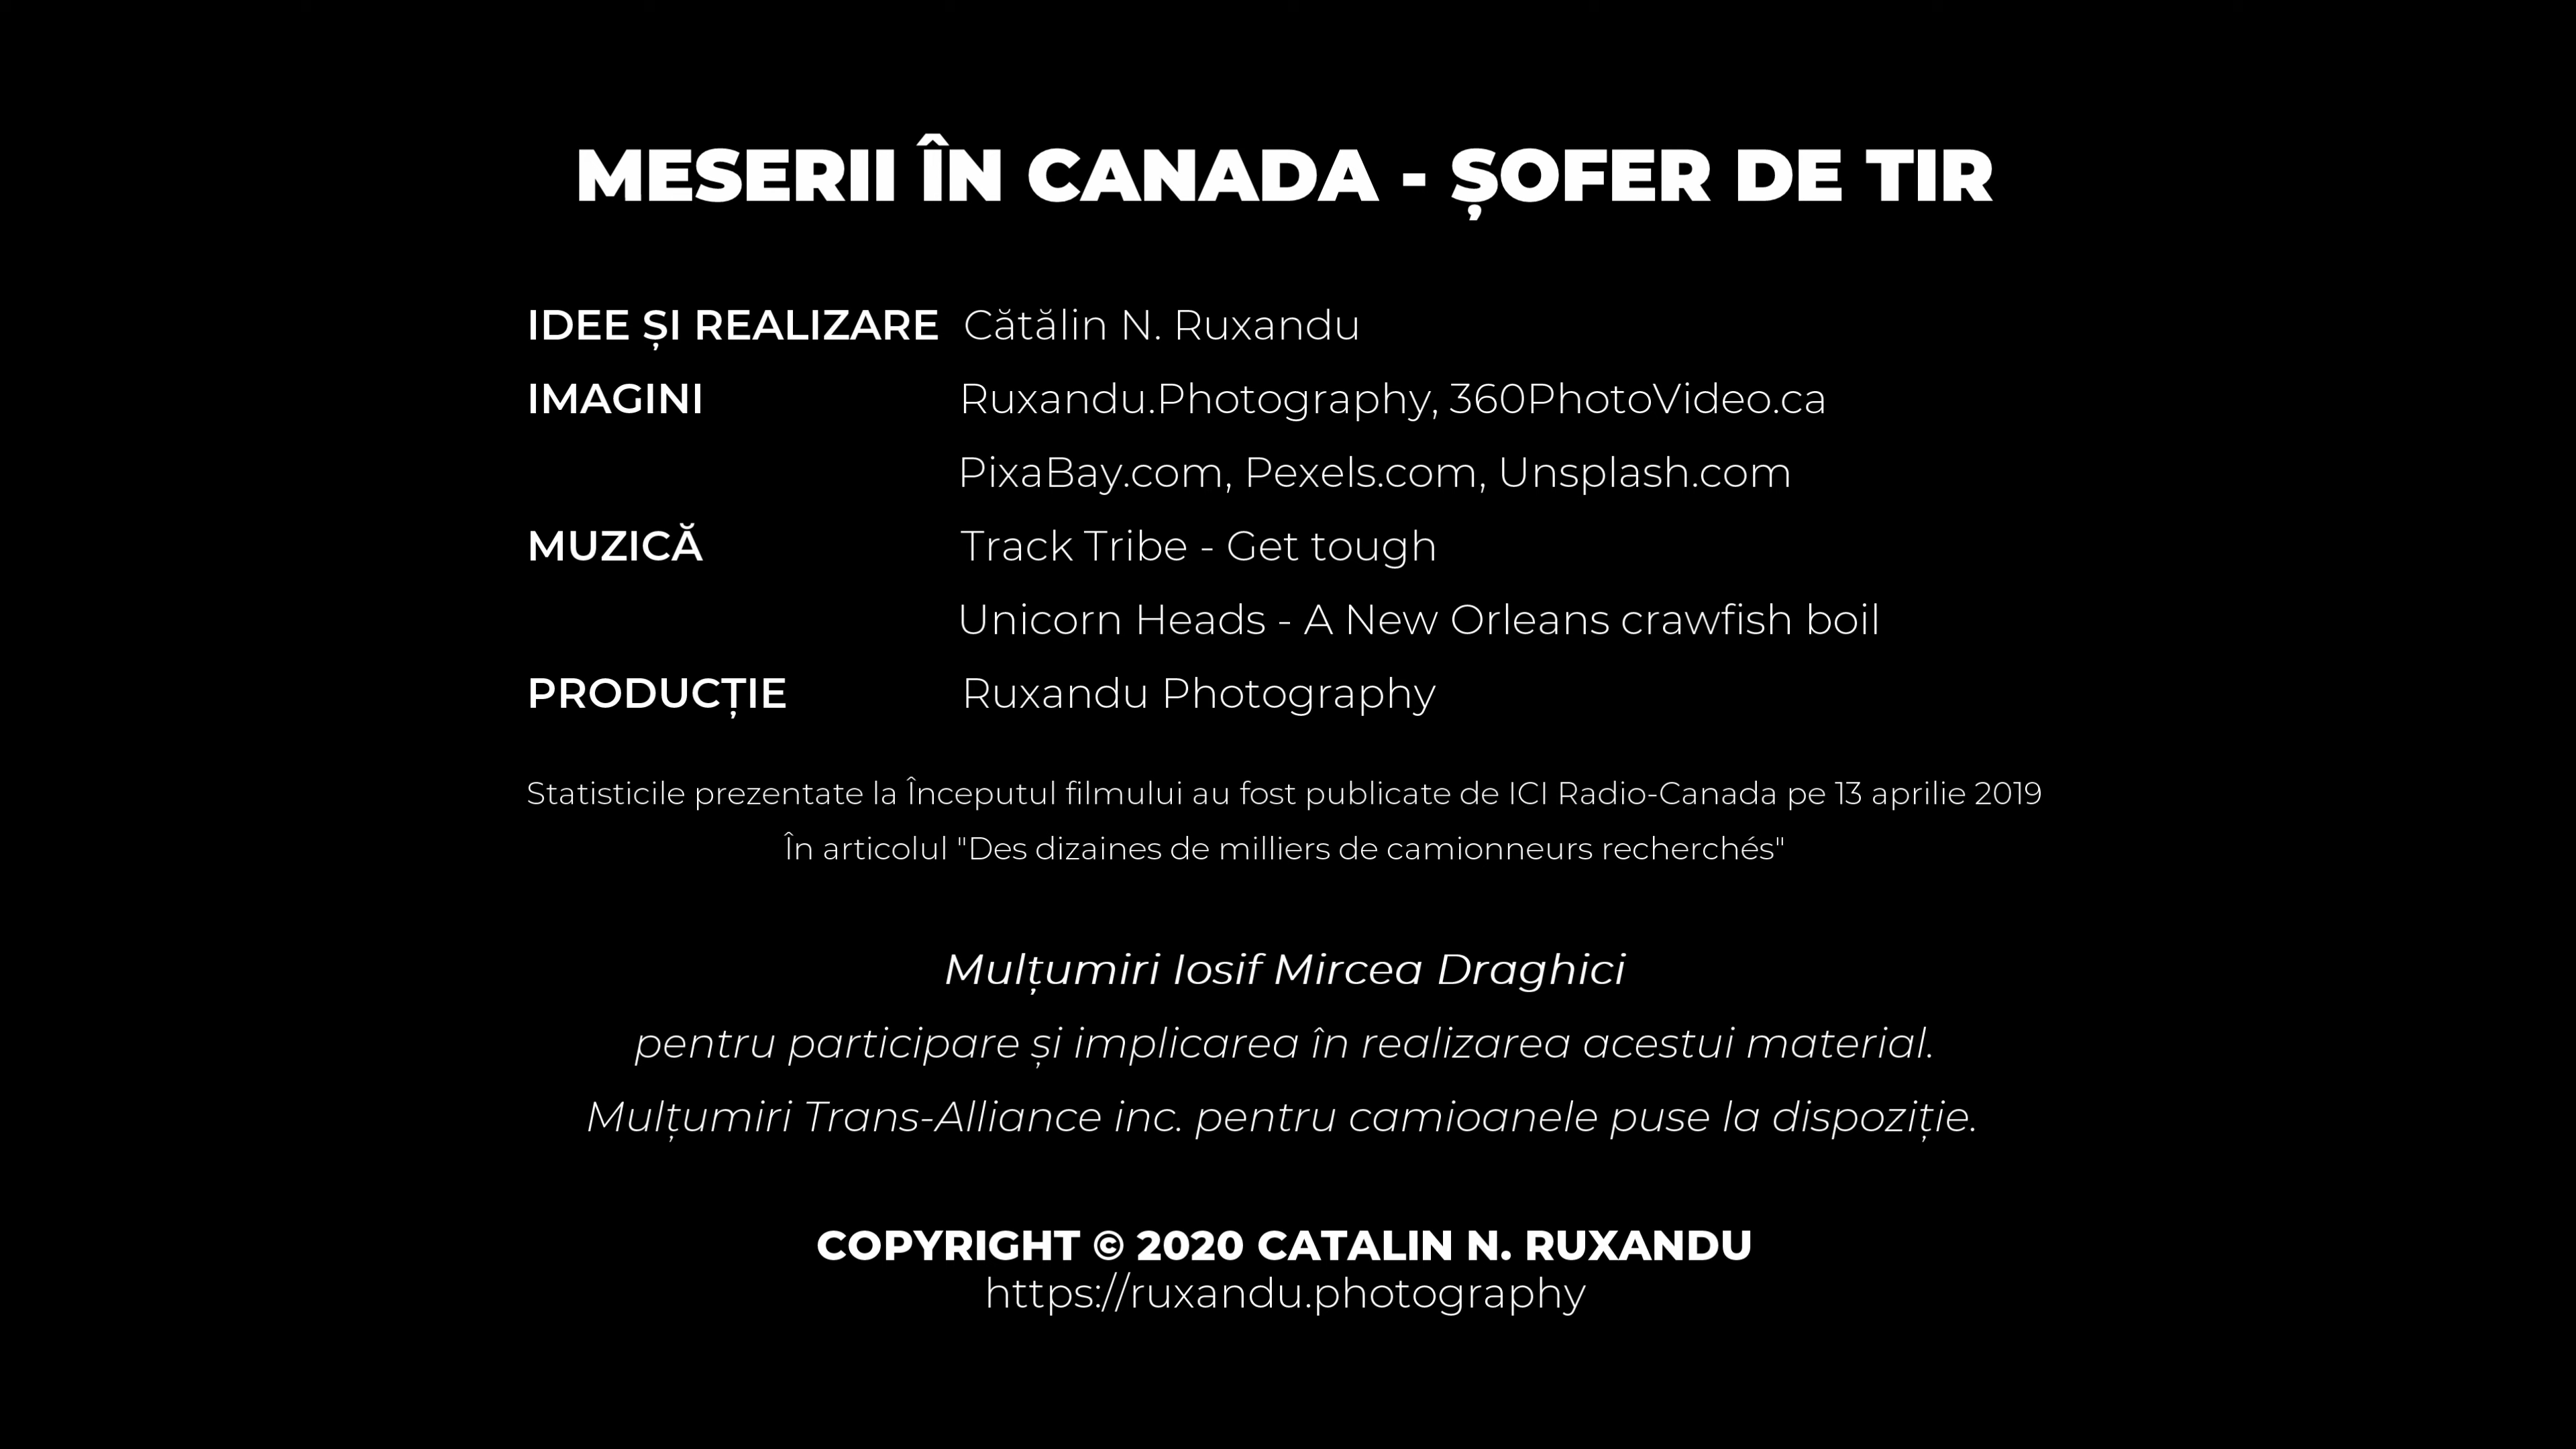 MESERII ÎN CANADA - ȘOFER DE TIR
IDEE ȘI REALIZARE Cătălin N. Ruxandu
IMAGINI Ruxandu.Photography, 360PhotoVideo.ca
PixaBay.com, Pexels.com, Unsplash.com
MUZICĂ Track Tribe - Get tough
Unicorn Heads - A New Orleans crawfish boil
PRODUCȚIE Ruxandu Photography
Statisticile prezentate la Începutul filmului au fost publicate de ICI Radio-Canada pe 13 aprilie 2019
În articolul "Des dizaines de milliers de camionneurs recherchés"
Mulțumiri Iosif Mircea Draghici
pentru participare și implicarea în realizarea acestui material.
Mulțumiri Trans-Alliance inc. pentru camioanele puse la dispoziție.
COPYRIGHT © 2020 CATALIN N. RUXANDU
https://ruxandu.photography